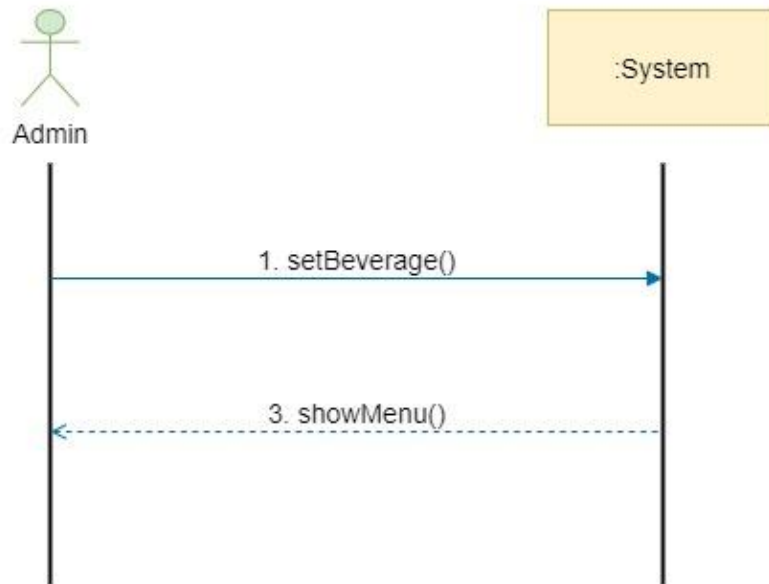 :System
Admin
1. setBeverage()
3. showMenu()